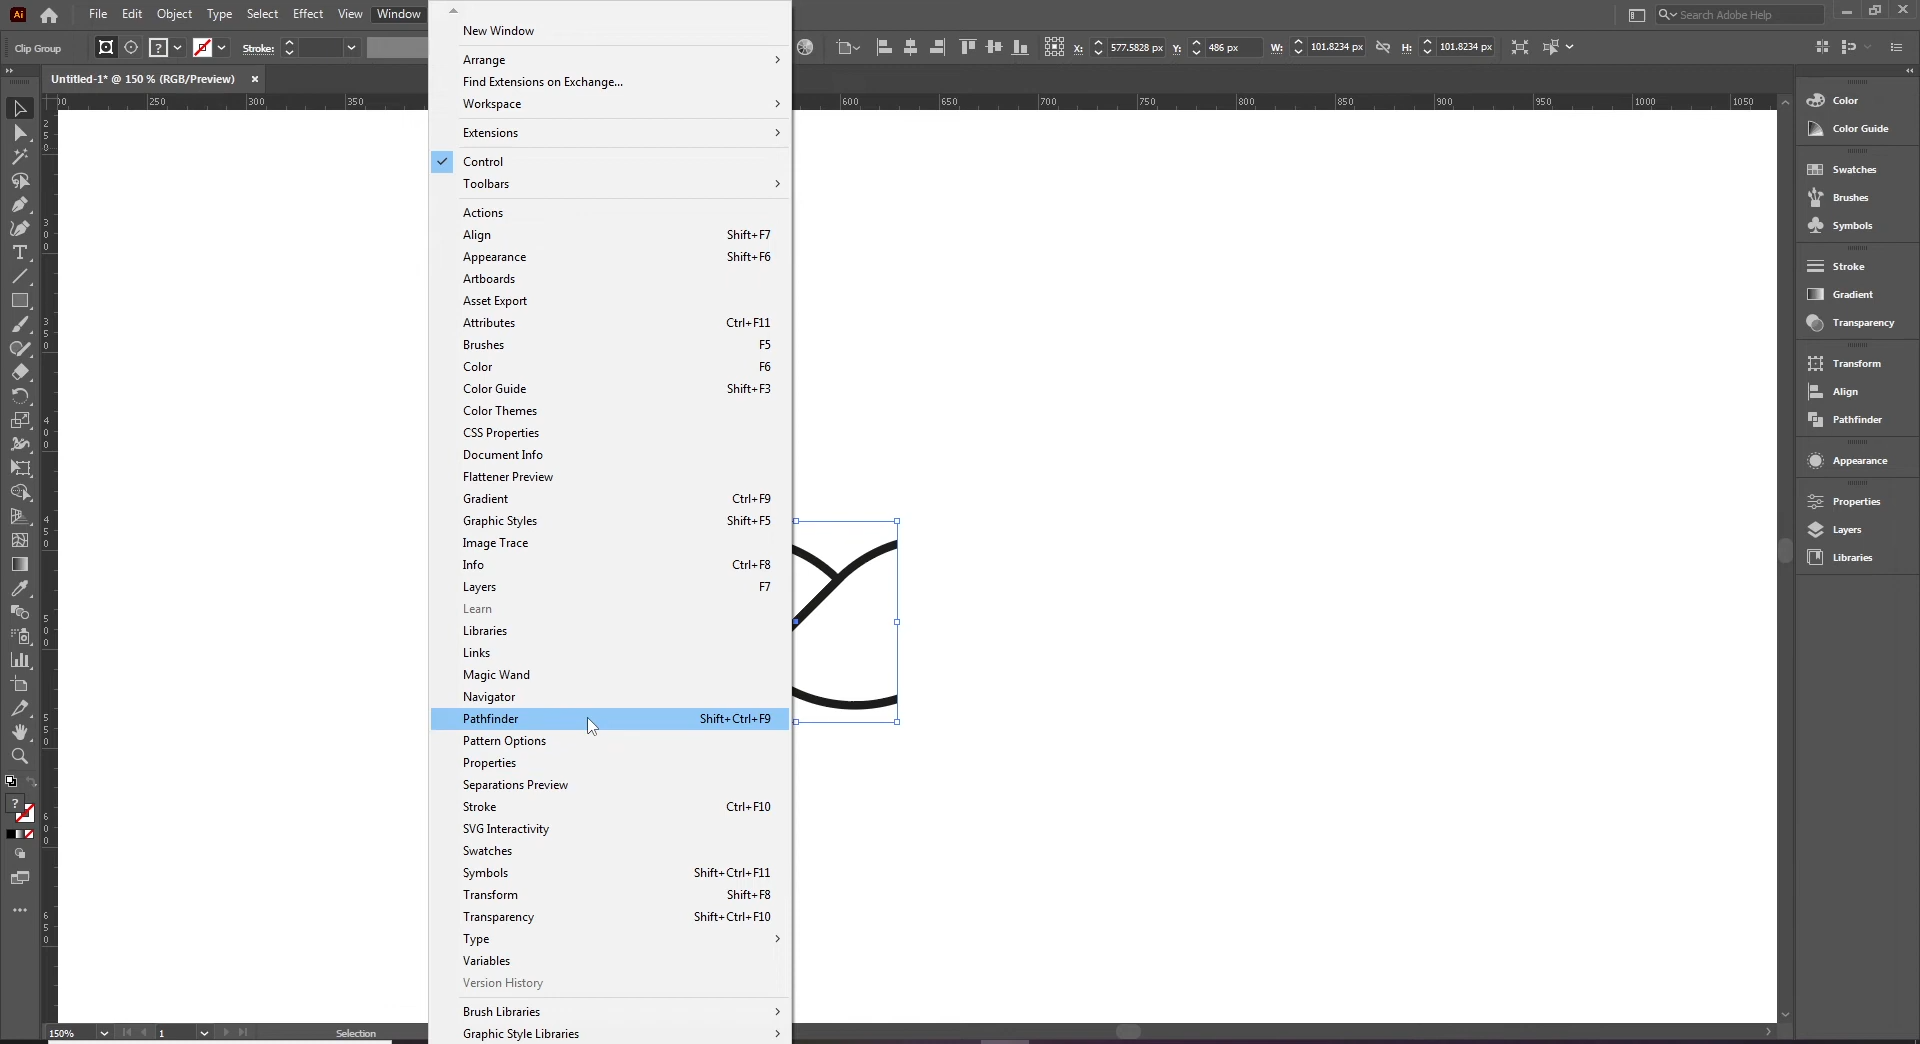 Ai File Edit Object Type Select Effect View Window
Search Adobe Help
Clip Group ? Stroke: X: 577.5828 px Y: 486 px W: 101.8234 px H: 101.8234 px
Untitled-1* @ 150 % (RGB/Preview) ×
250 300 350 600 650 700 750 800 850 900 950 1000 1050
New Window
Arrange
Find Extensions on Exchange...
Workspace
Extensions
Control
Toolbars
Actions
Align Shift+F7
Appearance Shift+F6
Artboards
Asset Export
Attributes Ctrl+F11
Brushes F5
Color F6
Color Guide Shift+F3
Color Themes
CSS Properties
Document Info
Flattener Preview
Gradient Ctrl+F9
Graphic Styles Shift+F5
Image Trace
Info Ctrl+F8
Layers F7
Learn
Libraries
Links
Magic Wand
Navigator
Pathfinder Shift+Ctrl+F9
Pattern Options
Properties
Separations Preview
Stroke Ctrl+F10
SVG Interactivity
Swatches
Symbols Shift+Ctrl+F11
Transform Shift+F8
Transparency Shift+Ctrl+F10
Type
Variables
Version History
Brush Libraries
Graphic Style Libraries
Color
Color Guide
Swatches
Brushes
Symbols
Stroke
Gradient
Transparency
Transform
Align
Pathfinder
Appearance
Properties
Layers
Libraries
150% 1 Selection